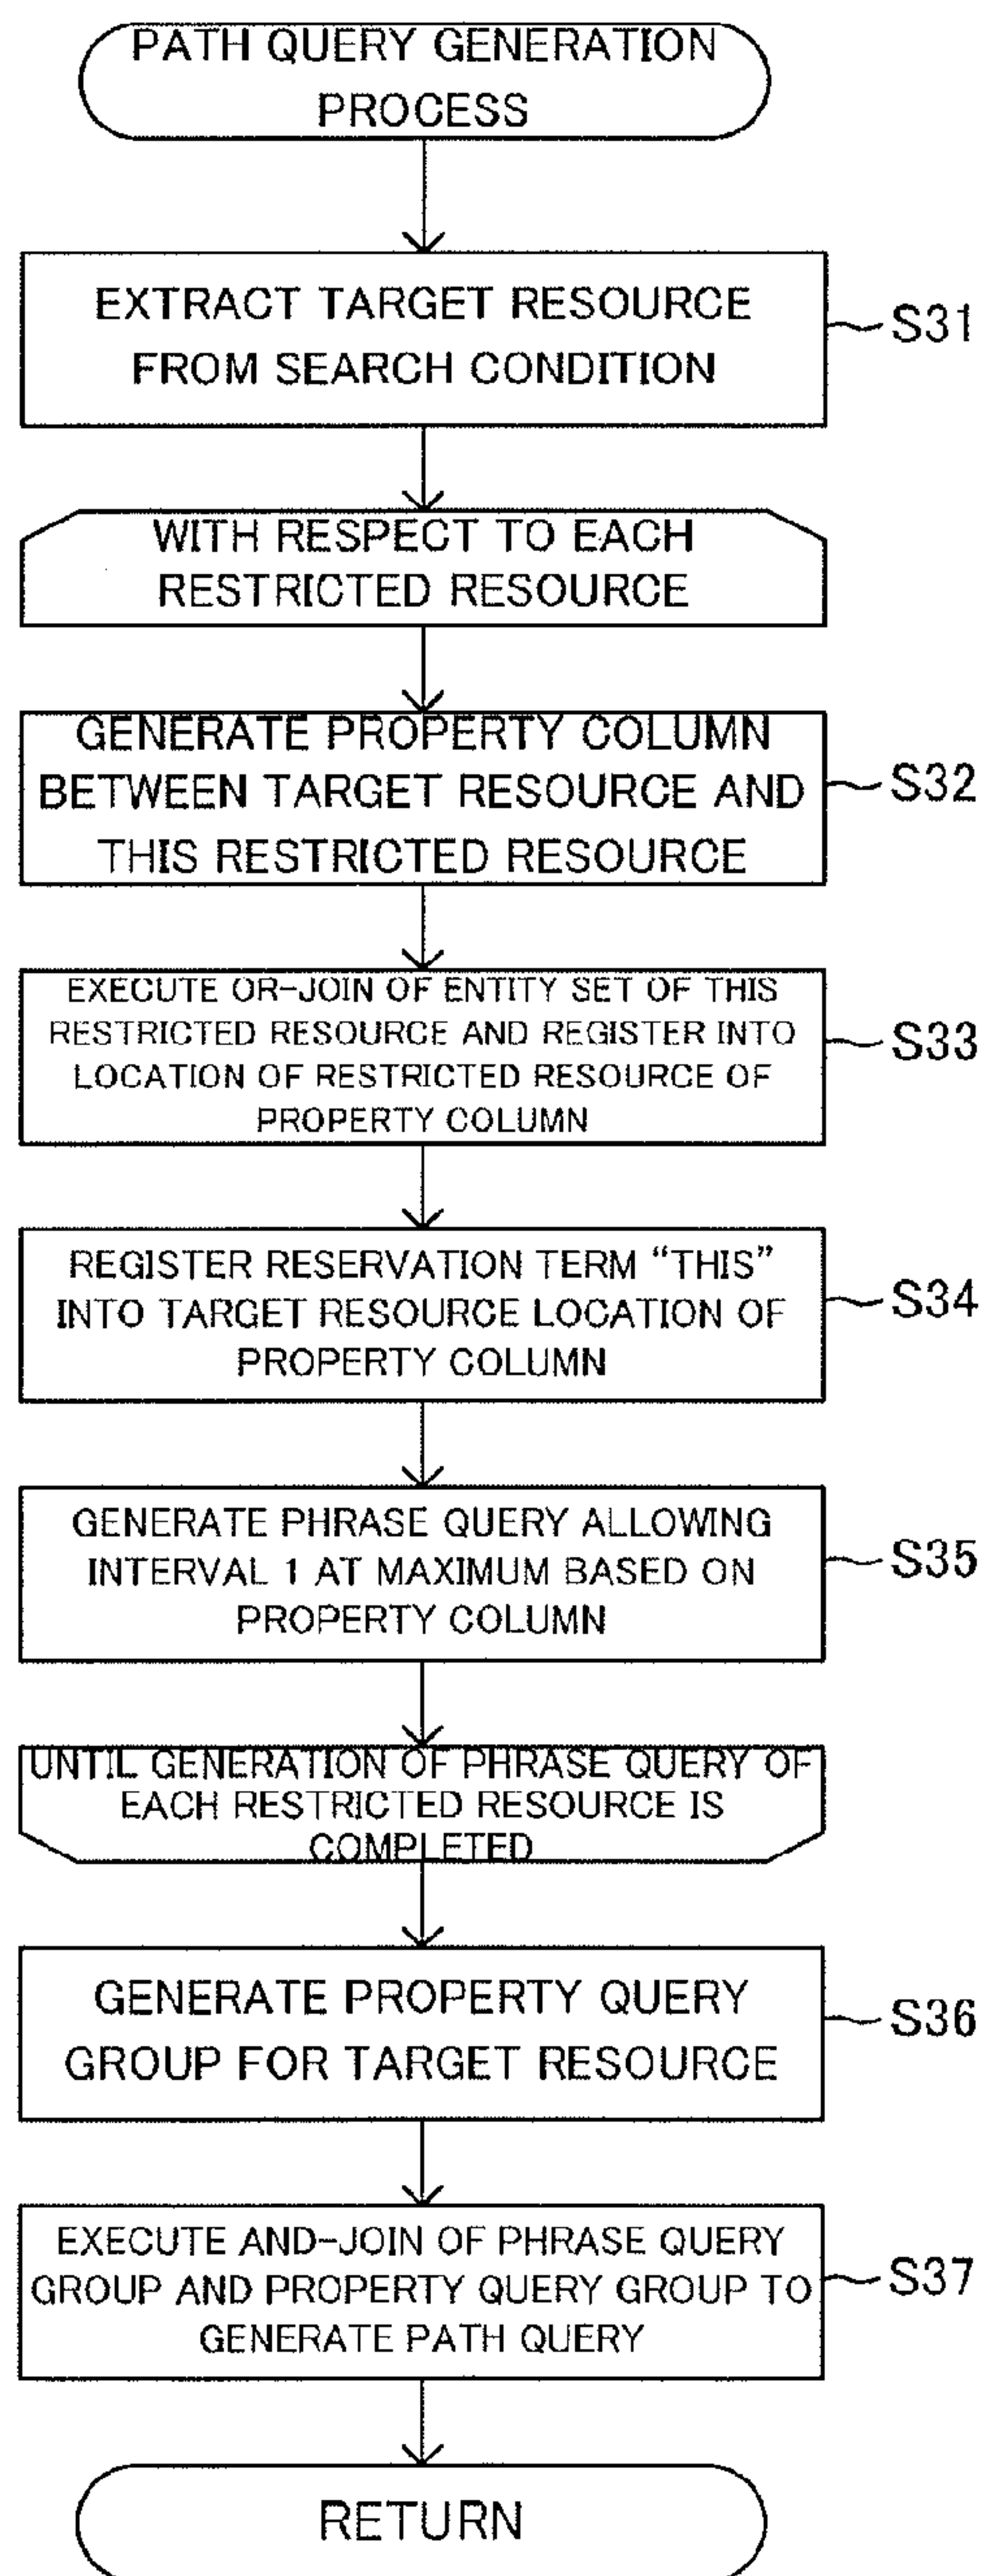 PATH QUERY GENERATION
PROCESS
EXTRACT TARGET RESOURCE
FROM SEARCH CONDITION
S31
WITH RESPECT TO EACH
RESTRICTED RESOURCE
GENERATE PROPERTY COLUMN
BETWEEN TARGET RESOURCE AND
THIS RESTRICTED RESOURCE
S32
EXECUTE OR-JOIN OF ENTITY SET OF THIS
RESTRICTED RESOURCE AND REGISTER INTO
LOCATION OF RESTRICTED RESOURCE OF
PROPERTY COLUMN
S33
REGISTER RESERVATION TERM “THIS”
INTO TARGET RESOURCE LOCATION OF
PROPERTY COLUMN
S34
GENERATE PHRASE QUERY ALLOWING
INTERVAL 1 AT MAXIMUM BASED ON
PROPERTY COLUMN
S35
UNTIL GENERATION OF PHRASE QUERY OF
EACH RESTRICTED RESOURCE IS
COMPLETED
GENERATE PROPERTY QUERY
GROUP FOR TARGET RESOURCE
S36
EXECUTE AND-JOIN OF PHRASE QUERY
GROUP AND PROPERTY QUERY GROUP TO
GENERATE PATH QUERY
S37
RETURN